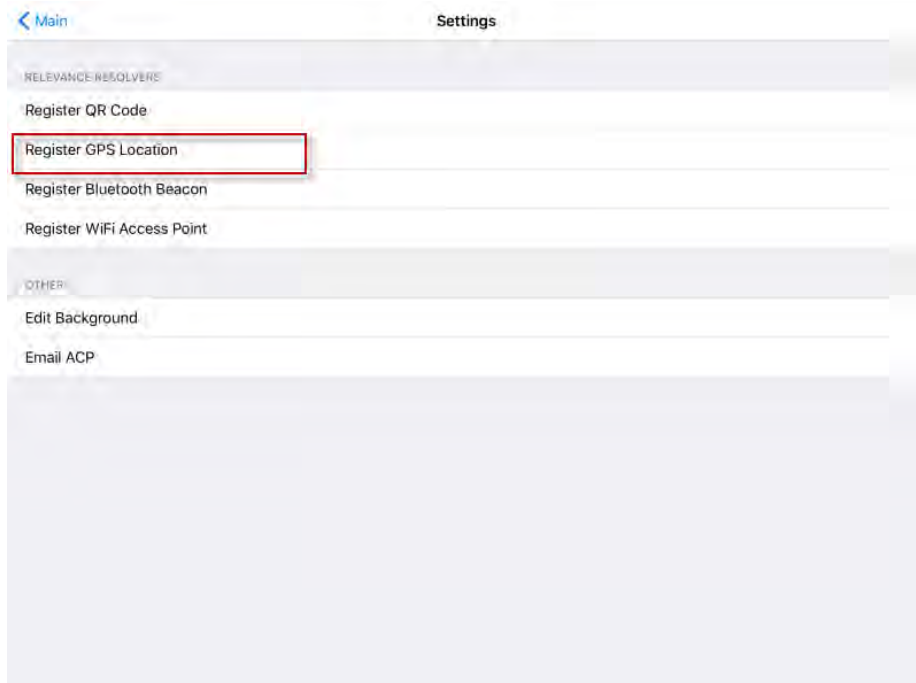 Main
Settings
RELEVANCE RESOLVERS
Register QR Code
Register GPS Location
Register Bluetooth Beacon
Register WiFi Access Point
OTHER
Edit Background
Email ACP